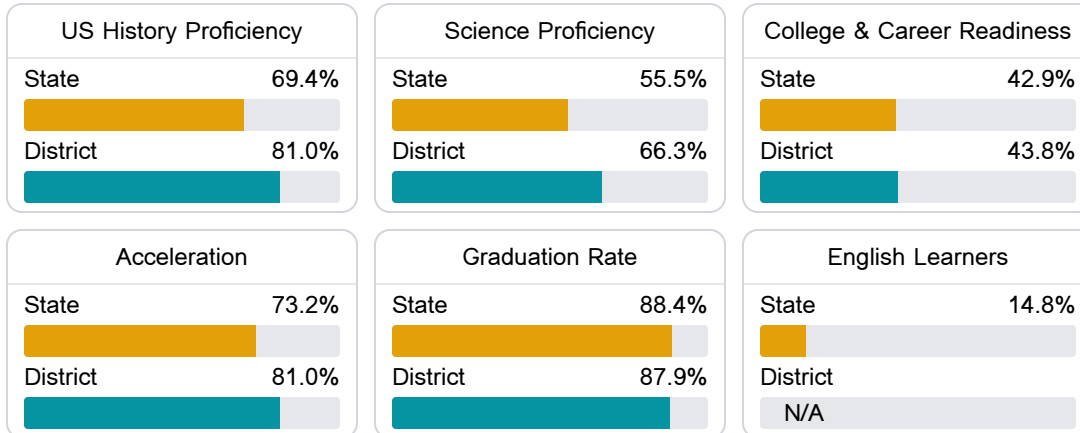 US History Proficiency
State 69.4%
District 81.0%
Science Proficiency
State 55.5%
District 66.3%
College & Career Readiness
State 42.9%
District 43.8%
Acceleration
State 73.2%
District 81.0%
Graduation Rate
State 88.4%
District 87.9%
English Learners
State 14.8%
District
N/A